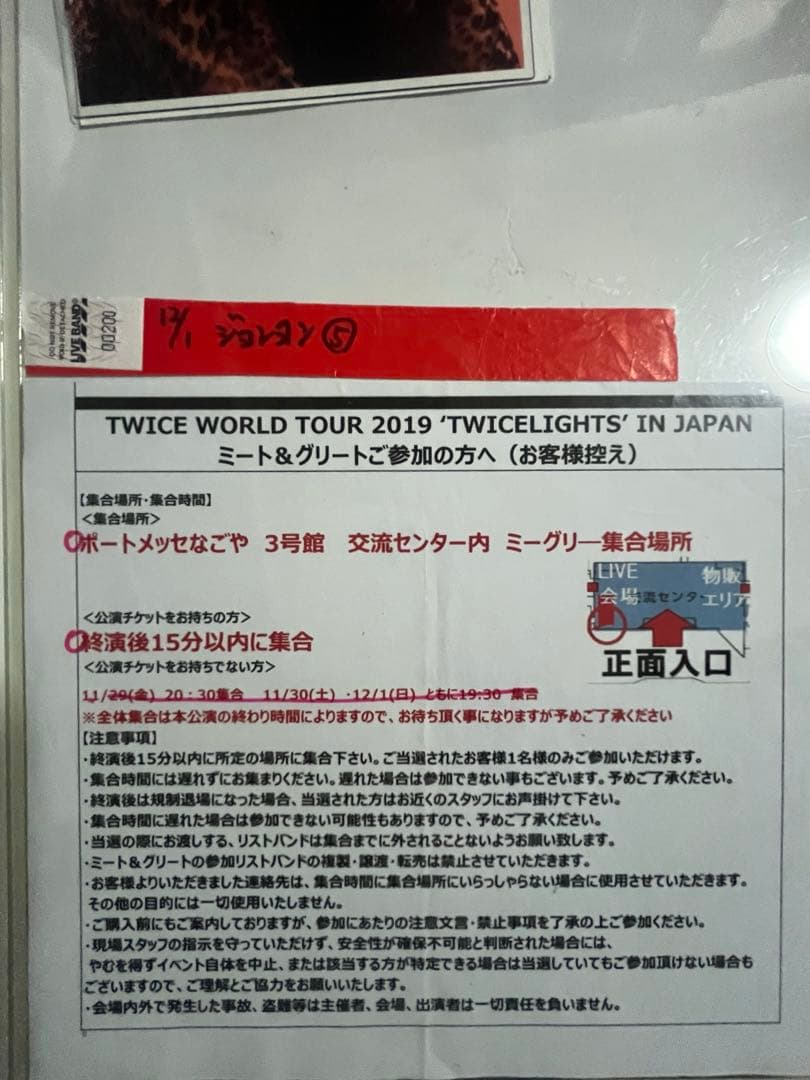 DO NOT REMOVE
VOID IF DETACHED
LIVE BAND®
00200
12/1 ジョンヨン⑤
TWICE WORLD TOUR 2019 ‘TWICELIGHTS’ IN JAPAN
ミート&グリートご参加の方へ(お客様控え)
【集合場所・集合時間】
<集合場所>
ポートメッセなごや 3号館 交流センター内 ミーグリ―集合場所
LIVE 物販
会場 交流センター エリア
正面入口
<公演チケットをお持ちの方>
終演後15分以内に集合
<公演チケットをお持ちでない方>
11/29(金) 20:30集合 11/30(土)・12/1(日) ともに19:30 集合
※全体集合は本公演の終わり時間によりますので、お待ち頂く事になりますが予めご了承ください
【注意事項】
・終演後15分以内に所定の場所に集合下さい。ご当選されたお客様1名様のみご参加いただけます。
・集合時間には遅れずにお集まりください。遅れた場合は参加できない事もございます。予めご了承ください。
・終演後は規制退場になった場合、当選された方はお近くのスタッフにお声掛けて下さい。
・集合時間に遅れた場合は参加できない可能性もありますので、予めご了承ください。
・当選の際にお渡しする、リストバンドは集合までに外されることないようお願い致します。
・ミート&グリートの参加リストバンドの複製・譲渡・転売は禁止させていただきます。
・お客様よりいただきました連絡先は、集合時間に集合場所にいらっしゃらない場合に使用させていただきます。
その他の目的には一切使用いたしません。
・ご購入前にもご案内しておりますが、参加にあたりの注意文言・禁止事項を了承の上ご参加ください。
・現場スタッフの指示を守っていただけず、安全性が確保不可能と判断された場合には、
やむを得ずイベント自体を中止、または該当する方が特定できる場合は当選していてもご参加頂けない場合も
ございますので、ご理解とご協力をお願いいたします。
・会場内外で発生した事故、盗難等は主催者、会場、出演者は一切責任を負いません。